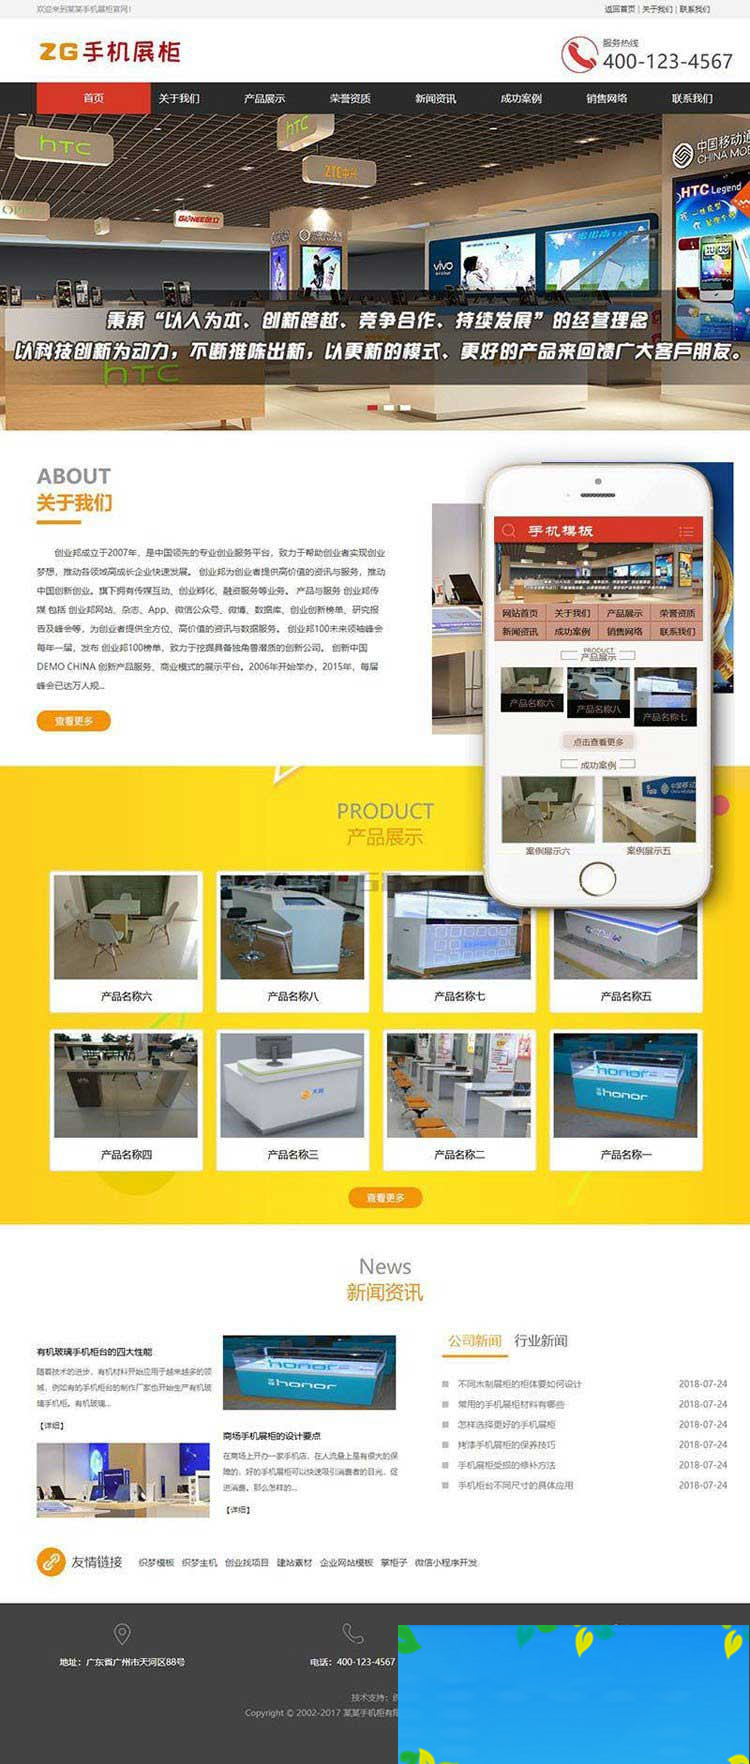 欢迎来到某某手机展柜官网!
返回首页 | 关于我们 | 联系我们
ZG手机展柜
服务热线
400-123-4567
首页 关于我们 产品展示 荣誉资质 新闻资讯 成功案例 销售网络 联系我们
hTC
hTC
ZTE中兴
GiONEE金立
中国移动通
CHINA MOB
HTC Legend
vivo
秉承“以人为本、创新跨越、竞争合作、持续发展”的经营理念
以科技创新为动力，不断推陈出新，以更新的模式、更好的产品来回馈广大客户朋友。
hTC
ABOUT
关于我们
创业邦成立于2007年，是中国领先的专业创业服务平台，致力于帮助创业者实现创业
梦想，推动各领域高成长企业快速发展。 创业邦为创业者提供高价值的资讯与服务，推动
中国创新创业。旗下拥有传媒互动、创业孵化、融资服务等业务。 产品与服务 创业邦传
媒 包括 创业邦网站、杂志、App、微信公众号、微博、数据库、创业创新榜单、研究报
告及峰会等，为创业者提供全方位、高价值的资讯与数据服务。 创业邦100未来领袖峰会
每年一届，发布 创业邦100榜单，致力于挖掘具备独角兽潜质的创新公司。 创新中国
DEMO CHINA 创新产品服务、商业模式的展示平台。2006年开始举办，2015年，每届
峰会已达万人规...
查看更多
手机模板
网站首页 关于我们 产品展示 荣誉资质
新闻资讯 成功案例 销售网络 联系我们
PRODUCT
产品展示
产品名称六 产品名称八 产品名称七
点击查看更多
成功案例
案例展示六 案例展示五
PRODUCT
产品展示
产品名称六 产品名称八 产品名称七 产品名称五
honor
honor
产品名称四 产品名称三 产品名称二 产品名称一
查看更多
News
新闻资讯
有机玻璃手机柜台的四大性能
随着技术的进步，有机材料开始应用于越来越多的领
域，例如有的手机柜台的制作厂家也开始生产有机玻
璃手机柜。有机玻璃...
【详细】
honor
honor
商场手机展柜的设计要点
在商场上开办一家手机店，在人流量上是有很大的保
障的，好的手机展柜可以快速吸引消费者的目光，促
进消费。那么怎样的...
【详细】
公司新闻 行业新闻
不同木制展柜的柜体要如何设计 2018-07-24
常用的手机展柜材料有哪些 2018-07-24
怎样选择更好的手机展柜 2018-07-24
烤漆手机展柜的保养技巧 2018-07-24
手机展柜受损的修补方法 2018-07-24
手机柜台不同尺寸的具体应用 2018-07-24
友情链接 织梦模板 织梦主机 创业找项目 建站素材 企业网站模板 掌柜子 微信小程序开发
地址：广东省广州市天河区88号
电话：400-123-4567
技术支持：
Copyright © 2002-2017 某某手机柜有限